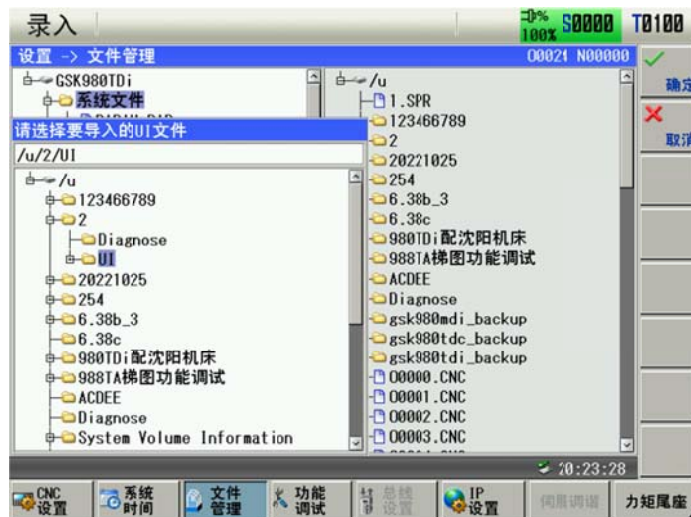 录入
100% S0000 T0100
设置 -> 文件管理
O0021 N00000
GSK980TDi
系统文件
请选择要导入的UI文件
/u/2/UI
/u
123466789
2
Diagnose
UI
20221025
254
6.38b_3
6.38c
980TDi配沈阳机床
988TA梯图功能调试
ACDEE
Diagnose
System Volume Information
/u
1.SPR
123466789
2
20221025
254
6.38b_3
6.38c
980TDi配沈阳机床
988TA梯图功能调试
ACDEE
Diagnose
gsk980mdi_backup
gsk980tdc_backup
gsk980tdi_backup
O0000.CNC
O0001.CNC
O0002.CNC
O0003.CNC
确定
取消
20:23:28
CNC
设置
系统
时间
文件
管理
功能
调试
总线
设置
IP
设置
伺服调谐
力矩尾座